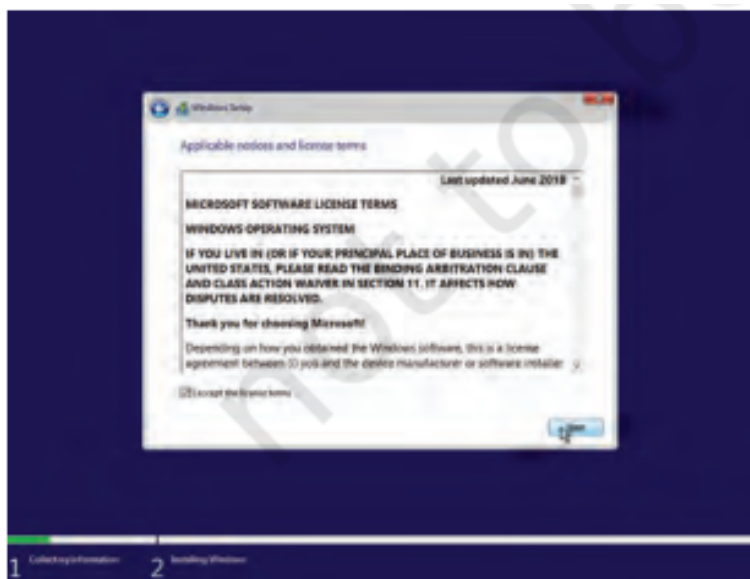 Windows Setup
Applicable notices and license terms
Last updated June 2018
MICROSOFT SOFTWARE LICENSE TERMS
WINDOWS OPERATING SYSTEM
IF YOU LIVE IN (OR IF YOUR PRINCIPAL PLACE OF BUSINESS IS IN) THE
UNITED STATES, PLEASE READ THE BINDING ARBITRATION CLAUSE
AND CLASS ACTION WAIVER IN SECTION 11. IT AFFECTS HOW
DISPUTES ARE RESOLVED.
Thank you for choosing Microsoft!
Depending on how you obtained the Windows software, this is a license
agreement between (i) you and the device manufacturer or software installer
I accept the license terms
Next
1 Collecting information
2 Installing Windows
not to b